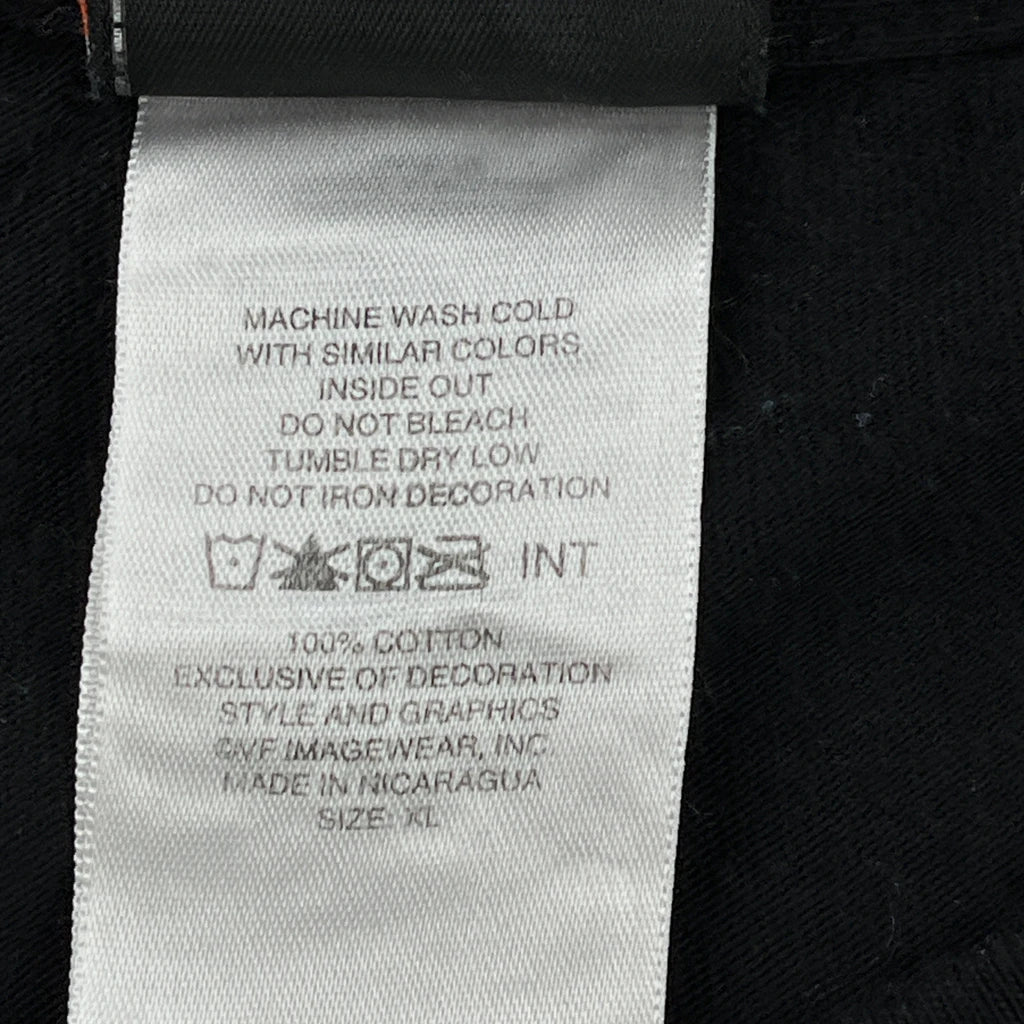 MACHINE WASH COLD
WITH SIMILAR COLORS
INSIDE OUT
DO NOT BLEACH
TUMBLE DRY LOW
DO NOT IRON DECORATION
INT
100% COTTON
EXCLUSIVE OF DECORATION
STYLE AND GRAPHICS
©VF IMAGEWEAR, INC.
MADE IN NICARAGUA
SIZE: XL